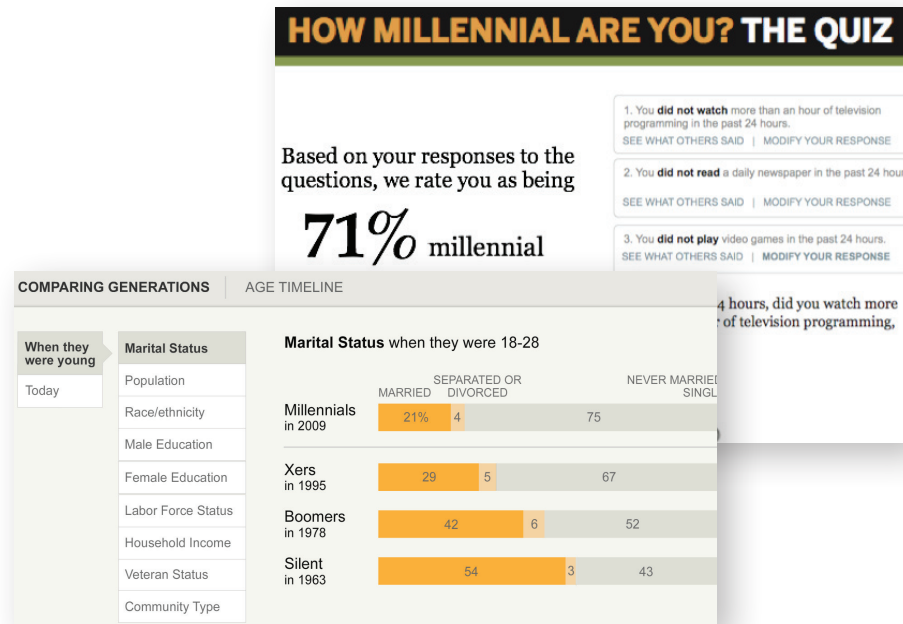 HOW MILLENNIAL ARE YOU? THE QUIZ
Based on your responses to the
questions, we rate you as being
71% millennial
1. You did not watch more than an hour of television
programming in the past 24 hours.
SEE WHAT OTHERS SAID | MODIFY YOUR RESPONSE
2. You did not read a daily newspaper in the past 24 hour
SEE WHAT OTHERS SAID | MODIFY YOUR RESPONSE
3. You did not play video games in the past 24 hours.
SEE WHAT OTHERS SAID | MODIFY YOUR RESPONSE
4 hours, did you watch more
of television programming,
COMPARING GENERATIONS | AGE TIMELINE
When they
were young
Today
Marital Status
Population
Race/ethnicity
Male Education
Female Education
Labor Force Status
Household Income
Veteran Status
Community Type
Marital Status when they were 18-28
SEPARATED OR NEVER MARRIED
MARRIED DIVORCED SINGL
Millennials
in 2009
21% 4 75
Xers
in 1995
29 5 67
Boomers
in 1978
42 6 52
Silent
in 1963
54 3 43